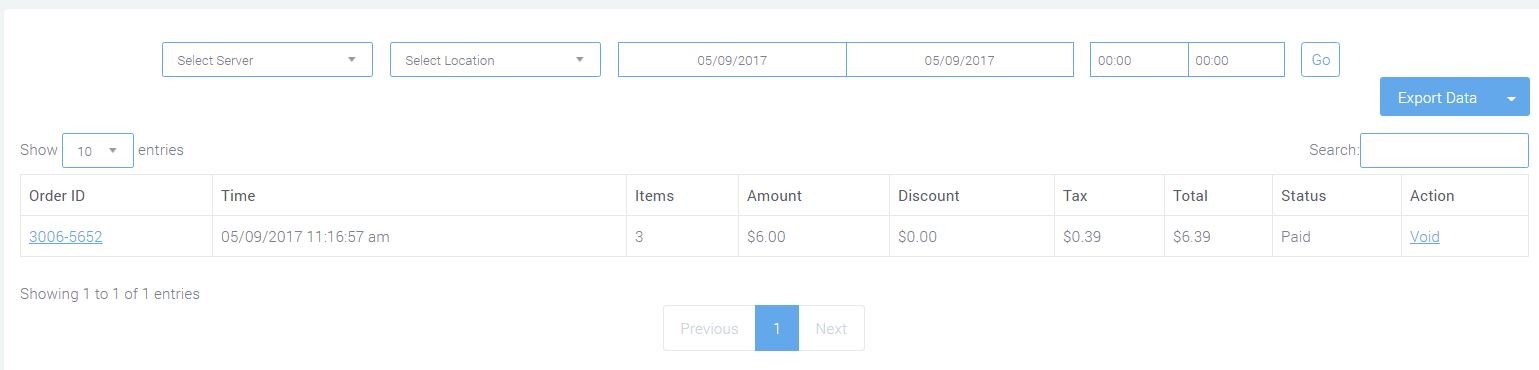 Select Server Select Location 05/09/2017 05/09/2017 00:00 00:00 Go
Export Data
Show 10 entries Search:
Order ID Time Items Amount Discount Tax Total Status Action
3006-5652 05/09/2017 11:16:57 am 3 $6.00 $0.00 $0.39 $6.39 Paid Void
Showing 1 to 1 of 1 entries
Previous 1 Next